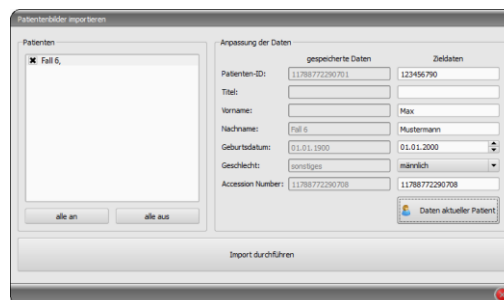 Patientenbilder importieren
Patienten
Fall 6,
alle an
alle aus
Anpassung der Daten
gespeicherte Daten
Zieldaten
Patienten-ID:
11788772290701
123456790
Titel:
Vorname:
Max
Nachname:
Fall 6
Mustermann
Geburtsdatum:
01.01.1900
01.01.2000
Geschlecht:
sonstiges
männlich
Accession Number:
11788772290708
11788772290708
Daten aktueller Patient
Import durchführen